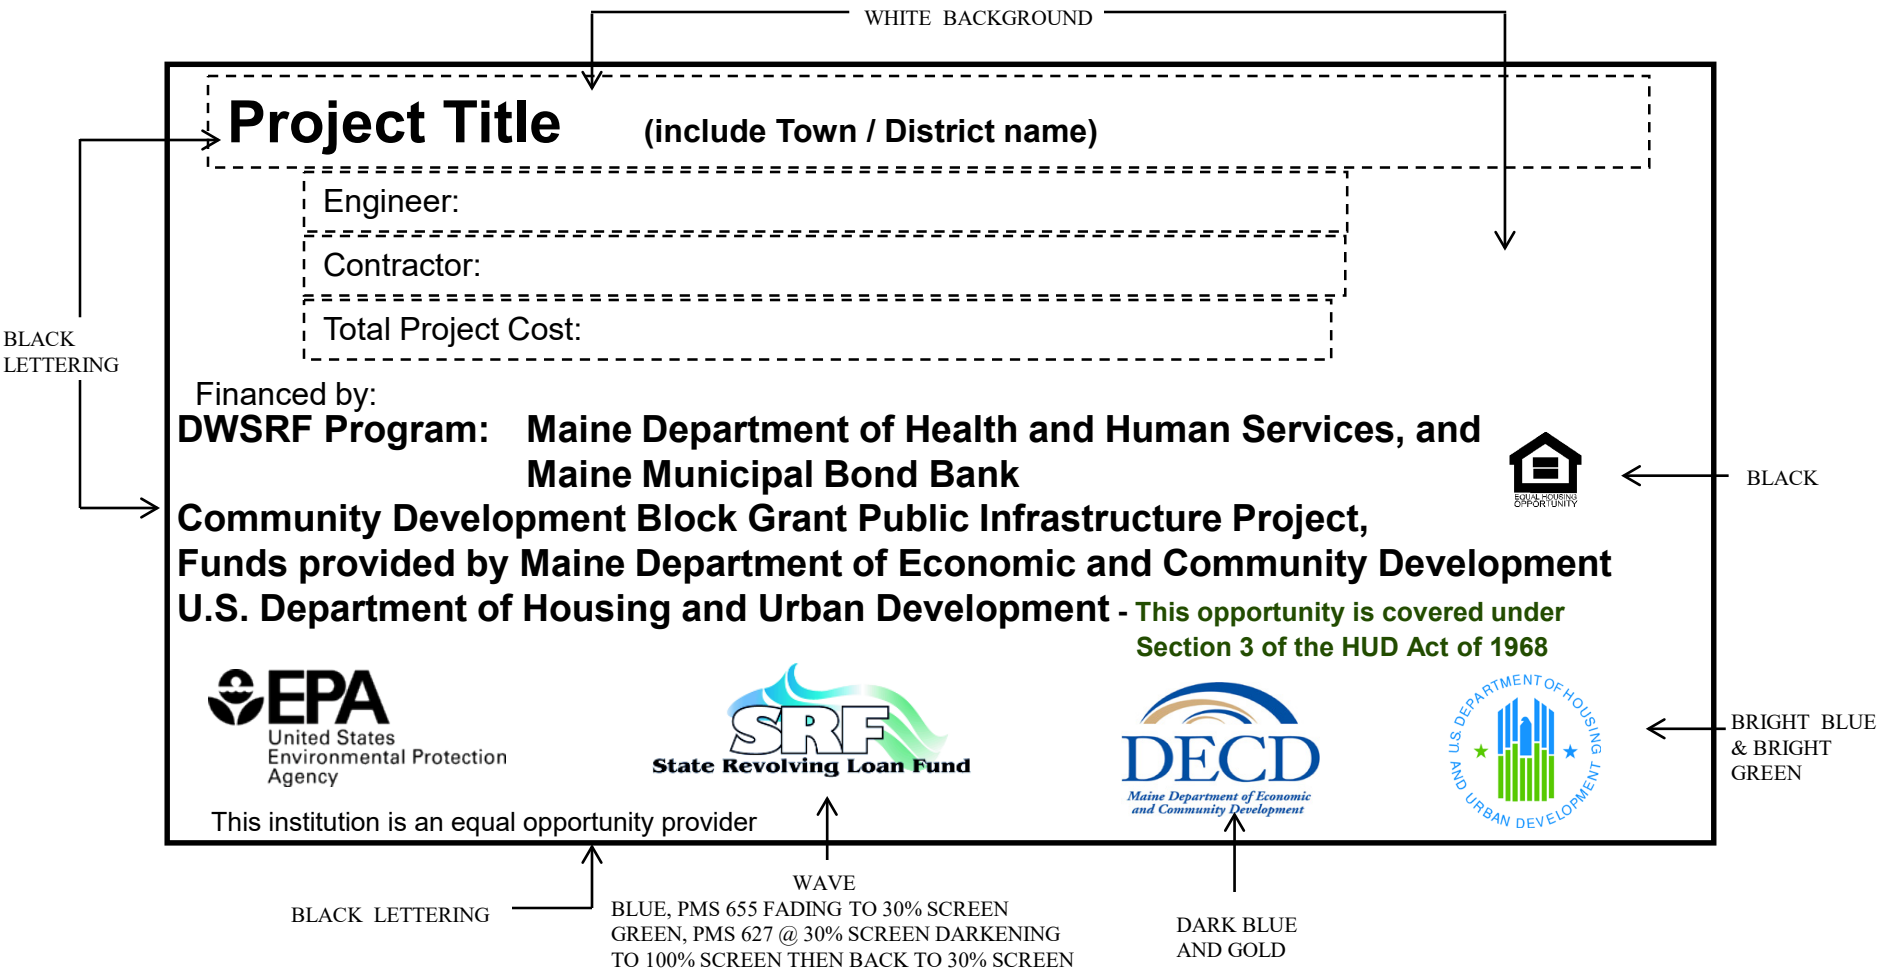 WHITE BACKGROUND
Project Title (include Town / District name)
Engineer:
Contractor:
Total Project Cost:
BLACK
LETTERING
Financed by:
DWSRF Program: Maine Department of Health and Human Services, and
Maine Municipal Bond Bank
EQUAL HOUSING
OPPORTUNITY
BLACK
Community Development Block Grant Public Infrastructure Project,
Funds provided by Maine Department of Economic and Community Development
U.S. Department of Housing and Urban Development - This opportunity is covered under
Section 3 of the HUD Act of 1968
EPA
United States
Environmental Protection
Agency
SRF
State Revolving Loan Fund
DECD
Maine Department of Economic
and Community Development
U.S. DEPARTMENT OF HOUSING
AND URBAN DEVELOPMENT
BRIGHT BLUE
& BRIGHT
GREEN
This institution is an equal opportunity provider
BLACK LETTERING
WAVE
BLUE, PMS 655 FADING TO 30% SCREEN
GREEN, PMS 627 @ 30% SCREEN DARKENING
TO 100% SCREEN THEN BACK TO 30% SCREEN
DARK BLUE
AND GOLD